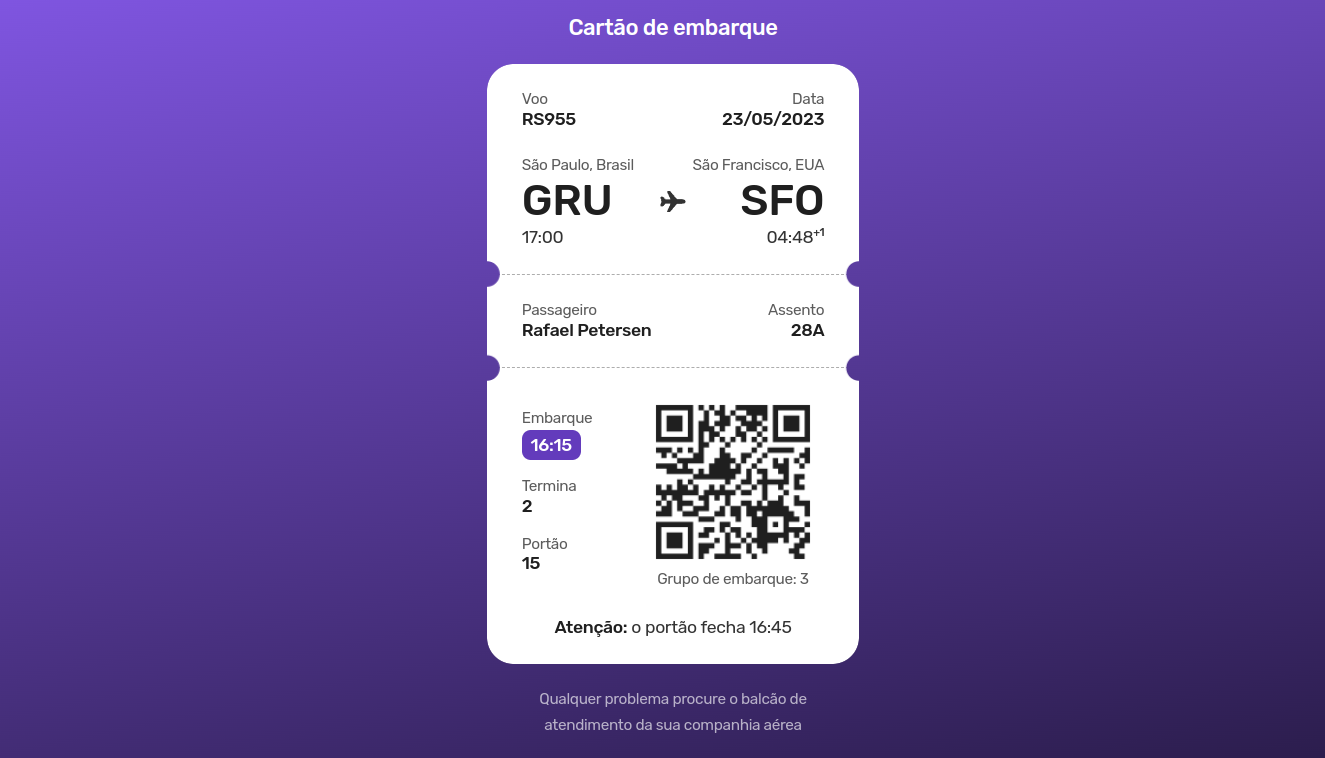 Cartão de embarque
Voo Data
RS955 23/05/2023
São Paulo, Brasil São Francisco, EUA
GRU SFO
17:00 04:48+1
Passageiro Assento
Rafael Petersen 28A
Embarque
16:15
Termina
2
Portão
15
Grupo de embarque: 3
Atenção: o portão fecha 16:45
Qualquer problema procure o balcão de
atendimento da sua companhia aérea